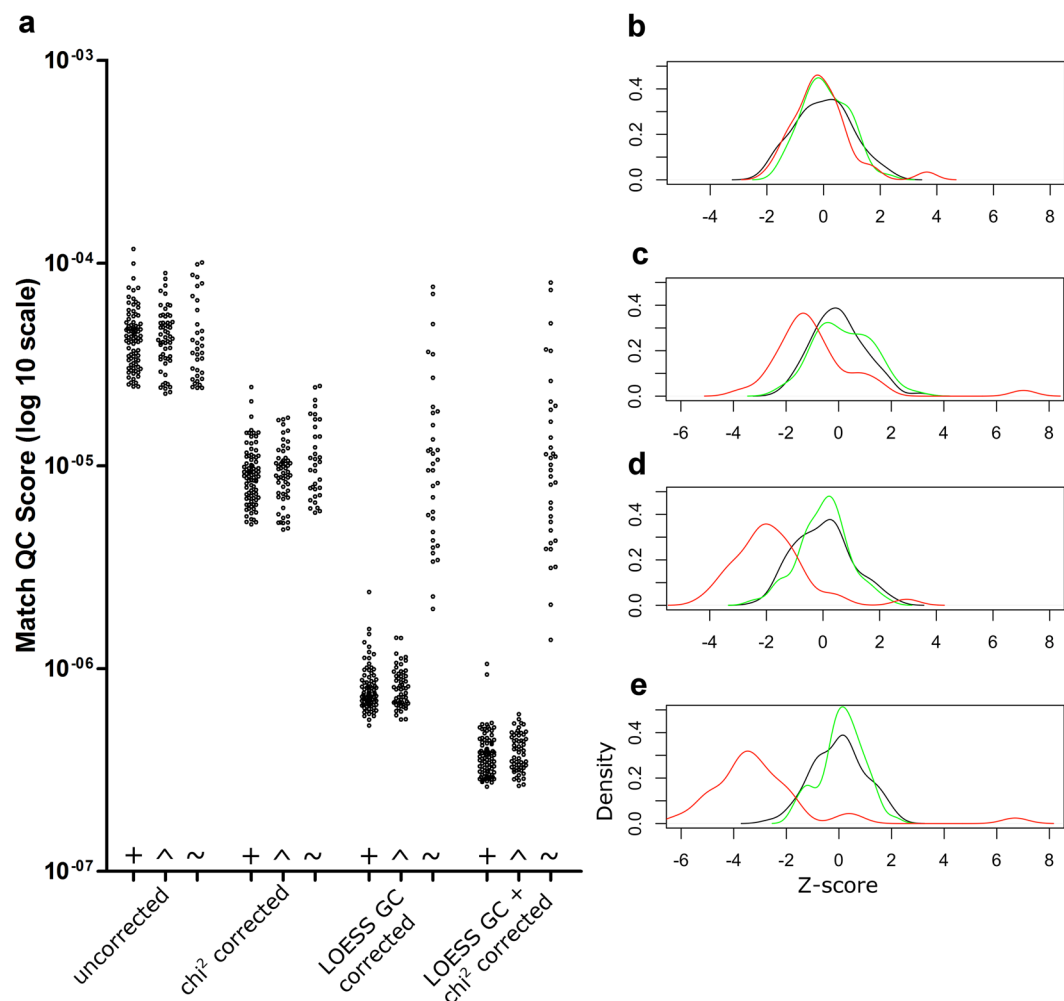 a
Match QC Score (log 10 scale)
10-03
10-04
10-05
10-06
10-07
+ ^ ~ + ^ ~ + ^ ~ + ^ ~
uncorrected
chi² corrected
LOESS GC
corrected
LOESS GC +
chi² corrected
b
0.4
0.2
0.0
-4 -2 0 2 4 6 8
c
0.4
0.2
0.0
-6 -4 -2 0 2 4 6 8
d
0.4
0.2
0.0
-4 -2 0 2 4 6 8
e
Density
0.4
0.2
0.0
-6 -4 -2 0 2 4 6 8
Z-score